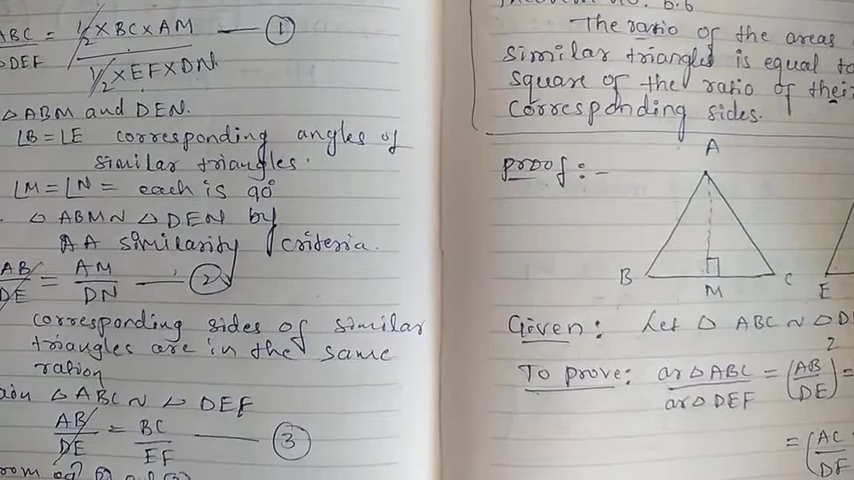 ABC = ½ × BC × AM —— ①
△DEF ½ × EF × DN
△ABM and DEN.
∠B = ∠E corresponding angles of
similar triangles.
∠M = ∠N = each is 90°
△ABM ~ △DEN by
AA similarity criteria.
AB/DE = AM/DN —— ②
corresponding sides of similar
triangles are in the same
ration
△ABC ~ △DEF
AB/DE = BC/EF —— ③
6.6
The ratio of the areas
similar triangles is equal to
square of the ratio of their
corresponding sides.
proof:-
A
B M C E
Given: Let △ABC ~ △D
To prove: ar△ABC/ar△DEF = (AB/DE)² =
= (AC/DF